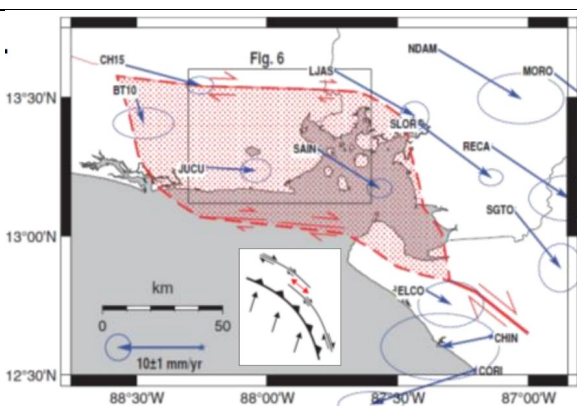 Fig. 6
NDAM
CH15
LJAS
MORO
13°30'
BT10
SLOR
RECA
SAIN
JUCU
SGTO
13°00'
km
ELCO
0 50
10±1 mm/yr
CHIN
12°30'
CORI
88°30'W 88°00'W 87°30'W 87°00'W